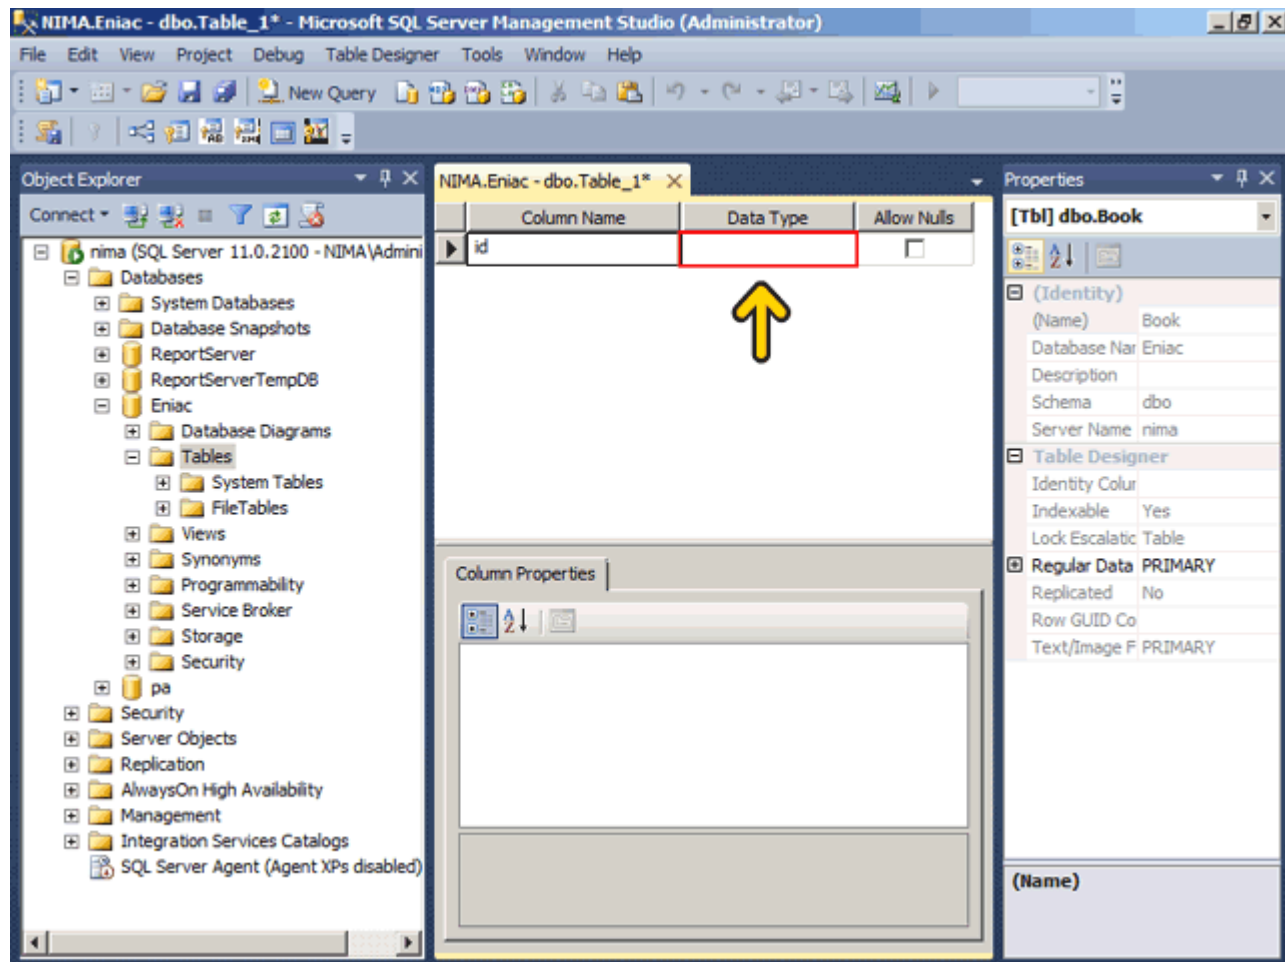 NIMA.Eniac - dbo.Table_1* - Microsoft SQL Server Management Studio (Administrator)
File Edit View Project Debug Table Designer Tools Window Help
New Query
Object Explorer
Connect
nima (SQL Server 11.0.2100 - NIMA\Admini
Databases
System Databases
Database Snapshots
ReportServer
ReportServerTempDB
Eniac
Database Diagrams
Tables
System Tables
FileTables
Views
Synonyms
Programmability
Service Broker
Storage
Security
pa
Security
Server Objects
Replication
AlwaysOn High Availability
Management
Integration Services Catalogs
SQL Server Agent (Agent XPs disabled)
NIMA.Eniac - dbo.Table_1*
Column Name Data Type Allow Nulls
id
Column Properties
Properties
[Tbl] dbo.Book
(Identity)
(Name) Book
Database Nar Eniac
Description
Schema dbo
Server Name nima
Table Designer
Identity Colur
Indexable Yes
Lock Escalatic Table
Regular Data PRIMARY
Replicated No
Row GUID Co
Text/Image F PRIMARY
(Name)